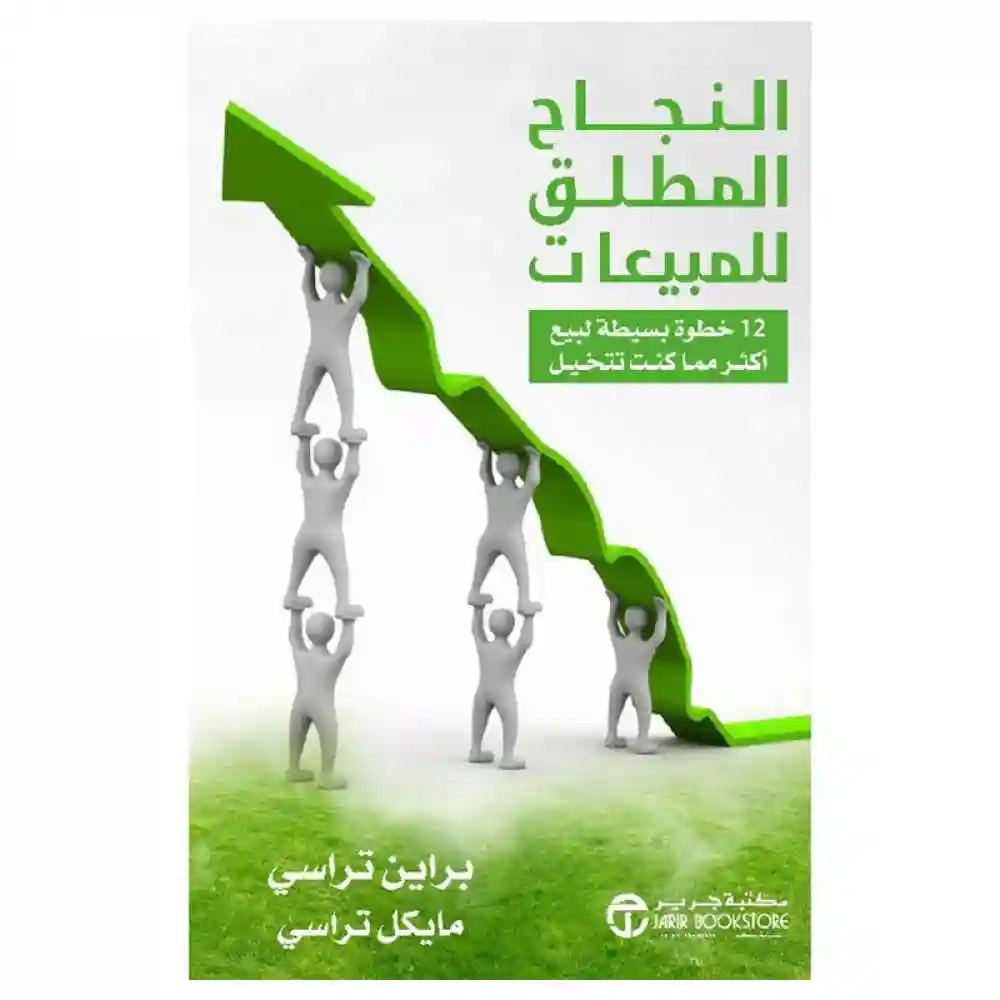 النجاح
المطلق
للمبيعات
12 خطوة بسيطة لبيع
أكثر مما كنت تتخيل
براين تراسي
مايكل تراسي
مكتبة جرير
JARIR BOOKSTORE